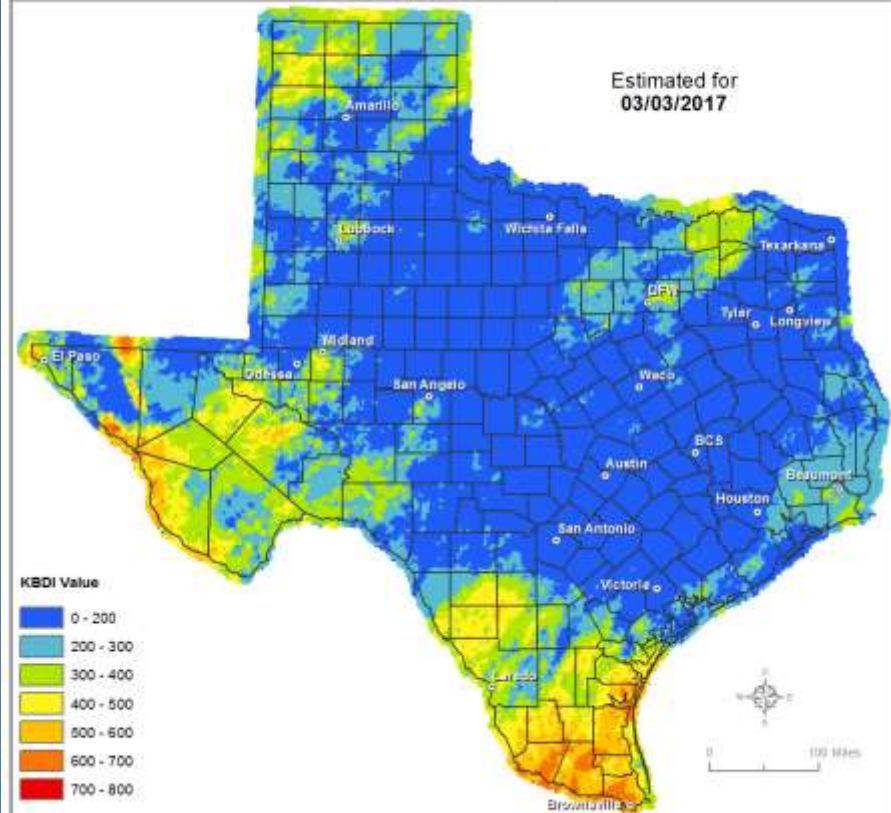 Estimated for
03/03/2017
Amarillo
Lubbock
Wichita Falls
Texarkana
DFW
Tyler
Longview
El Paso
Midland
Odessa
San Angelo
Waco
BCS
Austin
Beaumont
Houston
San Antonio
Victoria
Laredo
Brownsville
KBDI Value
0 - 200
200 - 300
300 - 400
400 - 500
500 - 600
600 - 700
700 - 800
N
W
E
S
0
100 Miles